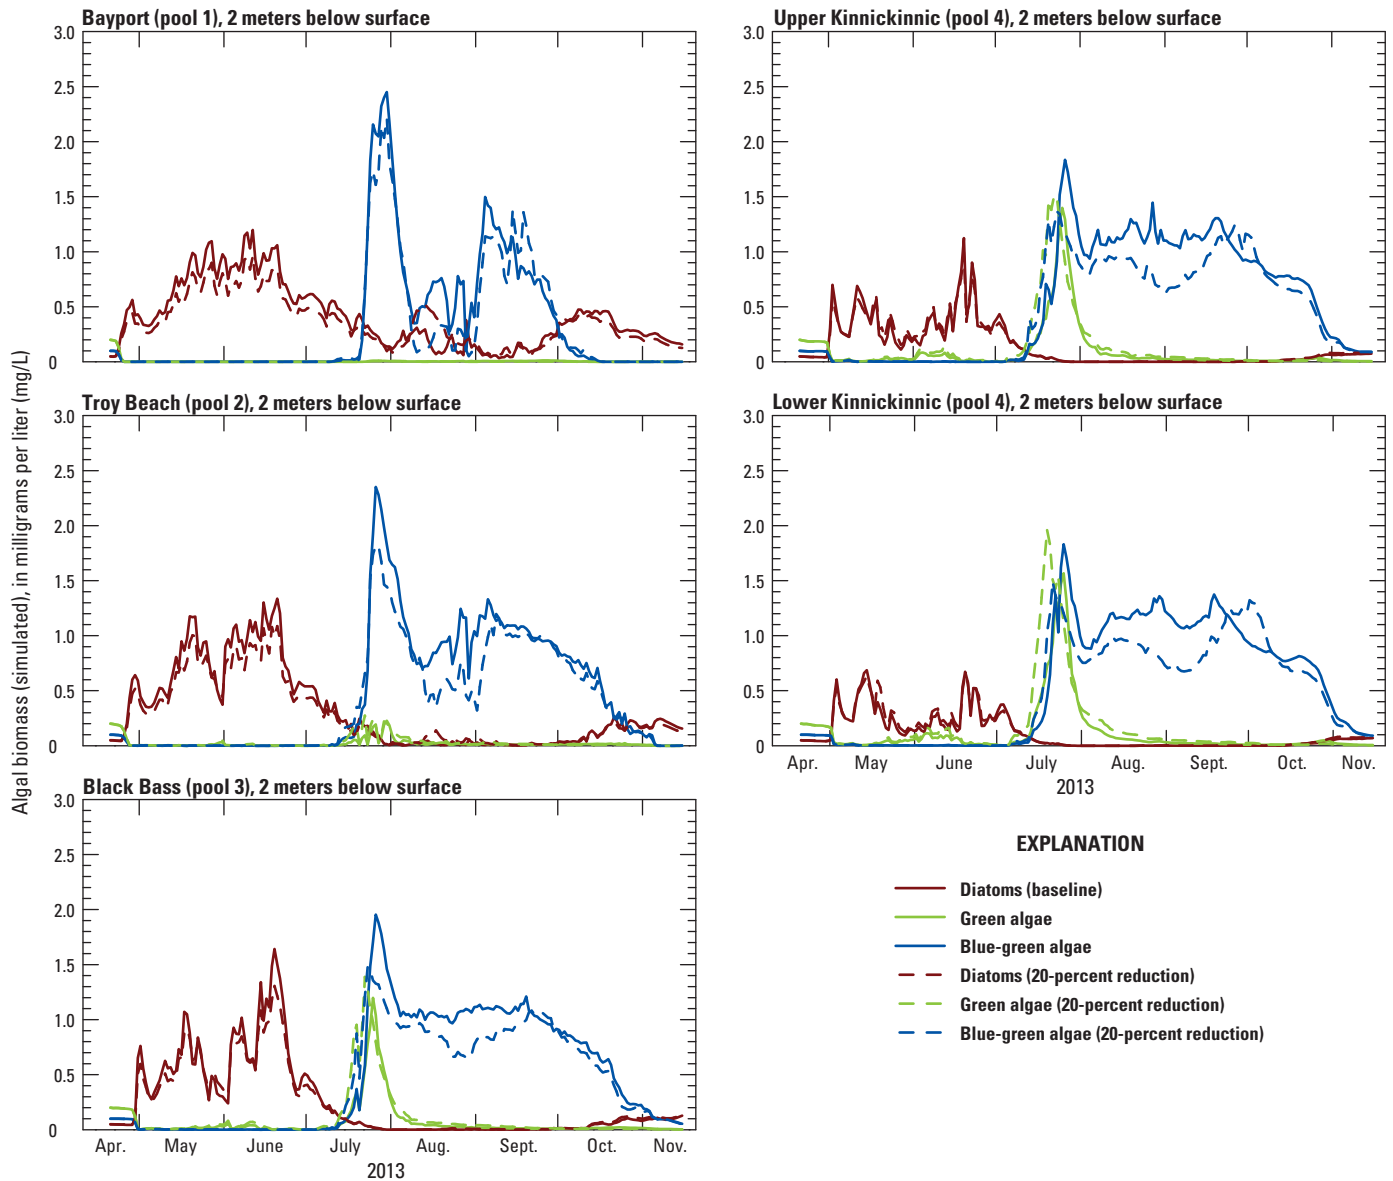 Algal biomass (simulated), in milligrams per liter (mg/L)
Bayport (pool 1), 2 meters below surface
3.0
2.5
2.0
1.5
1.0
0.5
0
Troy Beach (pool 2), 2 meters below surface
3.0
2.5
2.0
1.5
1.0
0.5
0
Black Bass (pool 3), 2 meters below surface
3.0
2.5
2.0
1.5
1.0
0.5
0
Apr. May June July Aug. Sept. Oct. Nov.
2013
Upper Kinnickinnic (pool 4), 2 meters below surface
3.0
2.5
2.0
1.5
1.0
0.5
0
Lower Kinnickinnic (pool 4), 2 meters below surface
3.0
2.5
2.0
1.5
1.0
0.5
0
Apr. May June July Aug. Sept. Oct. Nov.
2013
EXPLANATION
Diatoms (baseline)
Green algae
Blue-green algae
Diatoms (20-percent reduction)
Green algae (20-percent reduction)
Blue-green algae (20-percent reduction)